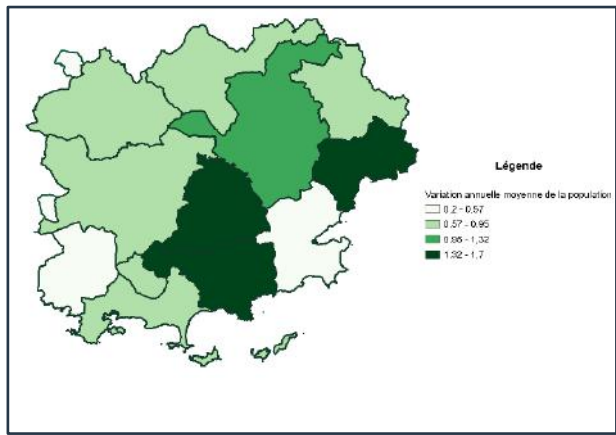 Légende
Variation annuelle moyenne de la population
0,2 - 0,57
0,57 - 0,95
0,95 - 1,32
1,32 - 1,7